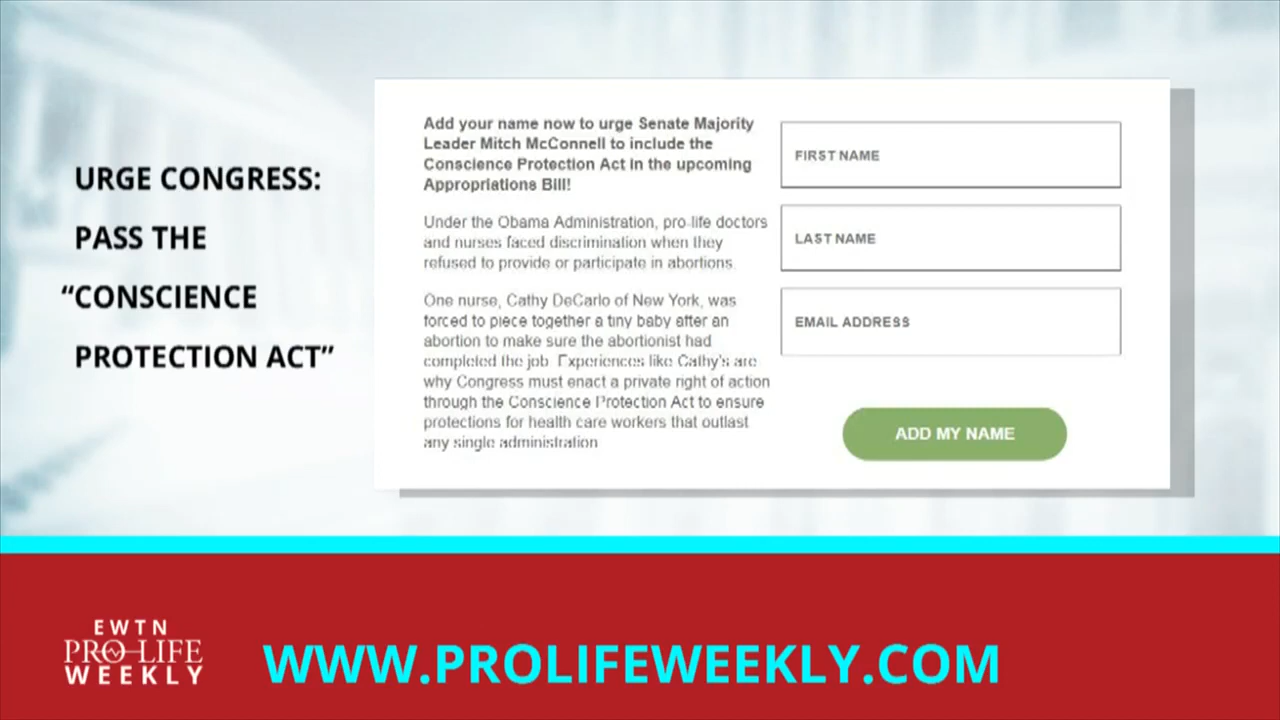 URGE CONGRESS:
PASS THE
“CONSCIENCE
PROTECTION ACT”
Add your name now to urge Senate Majority
Leader Mitch McConnell to include the
Conscience Protection Act in the upcoming
Appropriations Bill!
Under the Obama Administration, pro-life doctors
and nurses faced discrimination when they
refused to provide or participate in abortions.
One nurse, Cathy DeCarlo of New York, was
forced to piece together a tiny baby after an
abortion to make sure the abortionist had
completed the job. Experiences like Cathy's are
why Congress must enact a private right of action
through the Conscience Protection Act to ensure
protections for health care workers that outlast
any single administration
FIRST NAME
LAST NAME
EMAIL ADDRESS
ADD MY NAME
EWTN
PRO-LIFE
WEEKLY
WWW.PROLIFEWEEKLY.COM